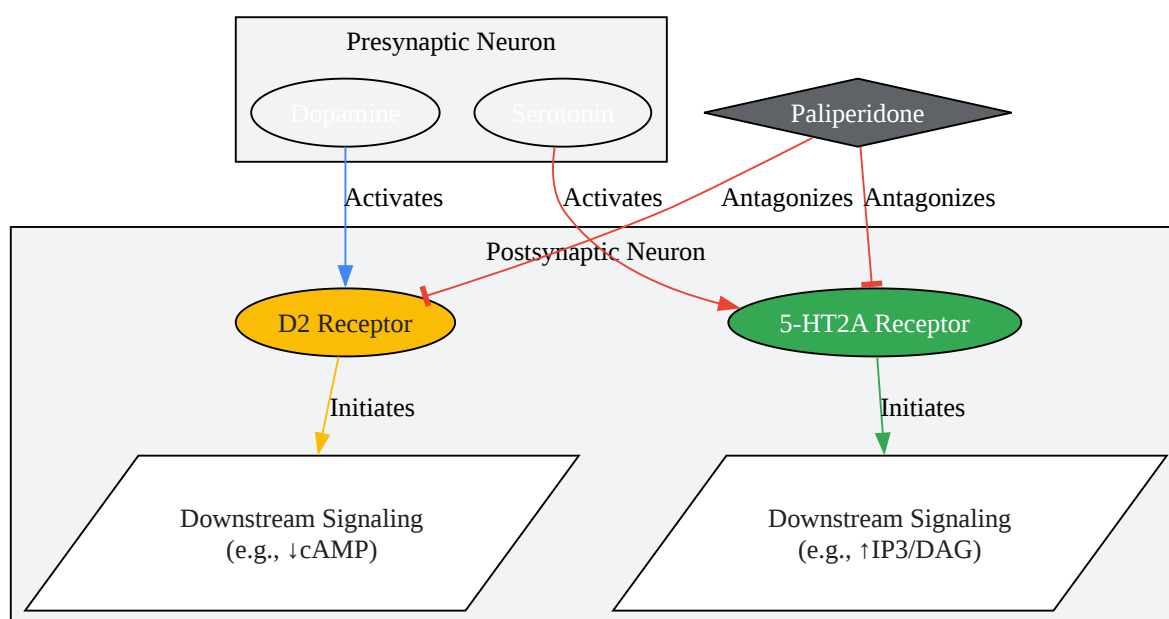 Presynaptic Neuron
Dopamine
Serotonin
Paliperidone
Activates
Activates
Antagonizes
Antagonizes
Postsynaptic Neuron
D2 Receptor
5-HT2A Receptor
Initiates
Initiates
Downstream Signaling
(e.g., ↓cAMP)
Downstream Signaling
(e.g., ↑IP3/DAG)